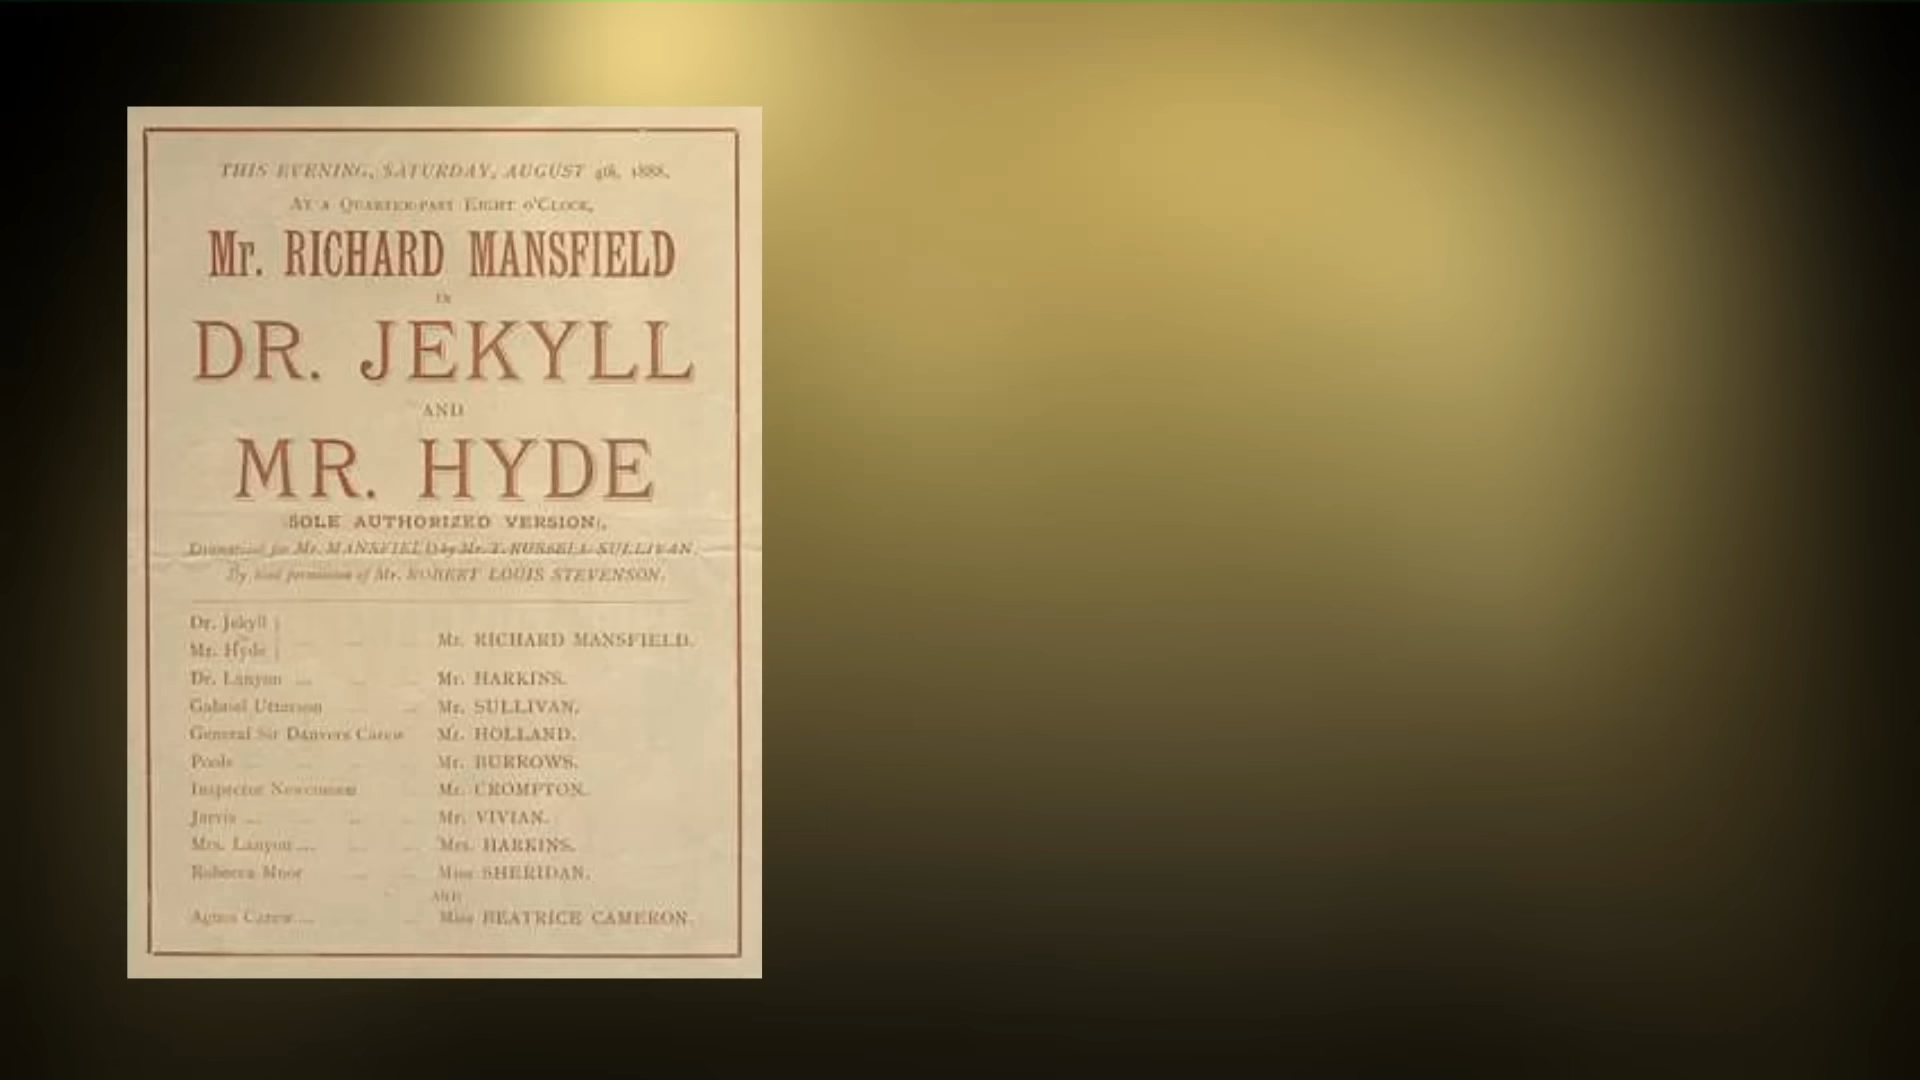 THIS EVENING, SATURDAY, AUGUST 4th, 1888,
AT A QUARTER-PAST EIGHT O'CLOCK,
Mr. RICHARD MANSFIELD
IN
DR. JEKYLL
AND
MR. HYDE
(SOLE AUTHORIZED VERSION),
Dramatised for Mr. MANSFIELD by Mr. T. RUSSELL SULLIVAN,
By kind permission of Mr. ROBERT LOUIS STEVENSON.
Dr. Jekyll
Mr. Hyde
Mr. RICHARD MANSFIELD.
Dr. Lanyon ... Mr. HARKINS.
Gabriel Utterson ... Mr. SULLIVAN.
General Sir Danvers Carew Mr. HOLLAND.
Poole ... Mr. BURROWS.
Inspector Newcomen ... Mr. CROMPTON.
Jarvis ... Mr. VIVIAN.
Mrs. Lanyon ... Mrs. HARKINS.
Rebecca Moor ... Miss SHERIDAN.
AND
Agnes Carew ... Miss BEATRICE CAMERON.